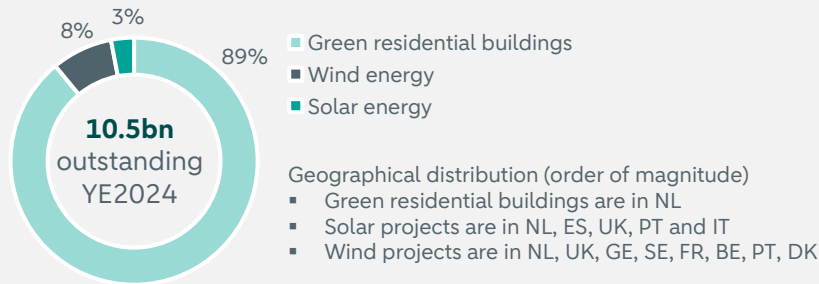 3%
8%
89%
10.5bn
outstanding
YE2024
Green residential buildings
Wind energy
Solar energy
Geographical distribution (order of magnitude)
▪ Green residential buildings are in NL
▪ Solar projects are in NL, ES, UK, PT and IT
▪ Wind projects are in NL, UK, GE, SE, FR, BE, PT, DK